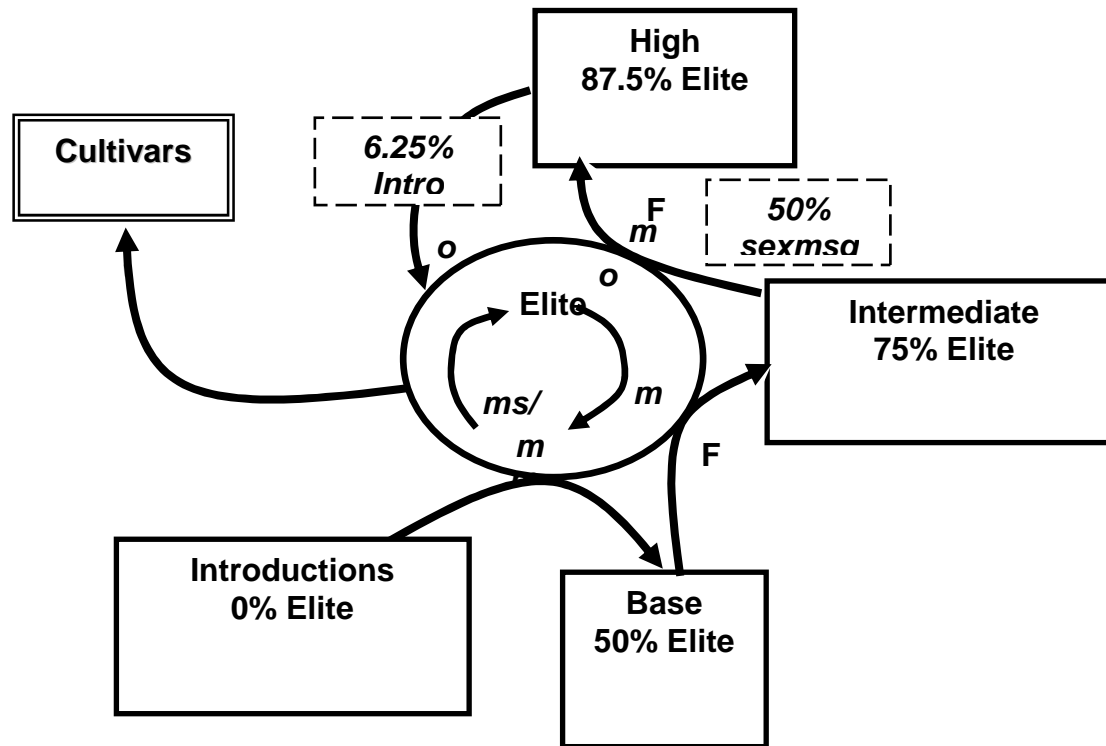 High
87.5% Elite
Cultivars
6.25%
Intro
F
m
50%
sexmsg
o
o
Elite
Intermediate
75% Elite
ms/
m
m
F
Introductions
0% Elite
Base
50% Elite